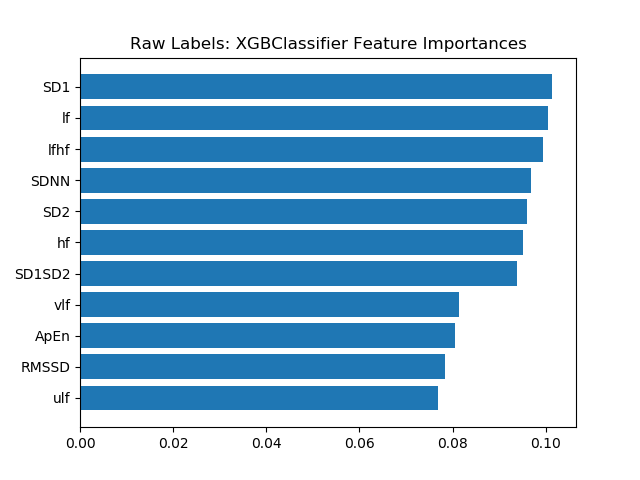 Raw Labels: XGBClassifier Feature Importances
SD1
lf
lfhf
SDNN
SD2
hf
SD1SD2
vlf
ApEn
RMSSD
ulf
0.00 0.02 0.04 0.06 0.08 0.10